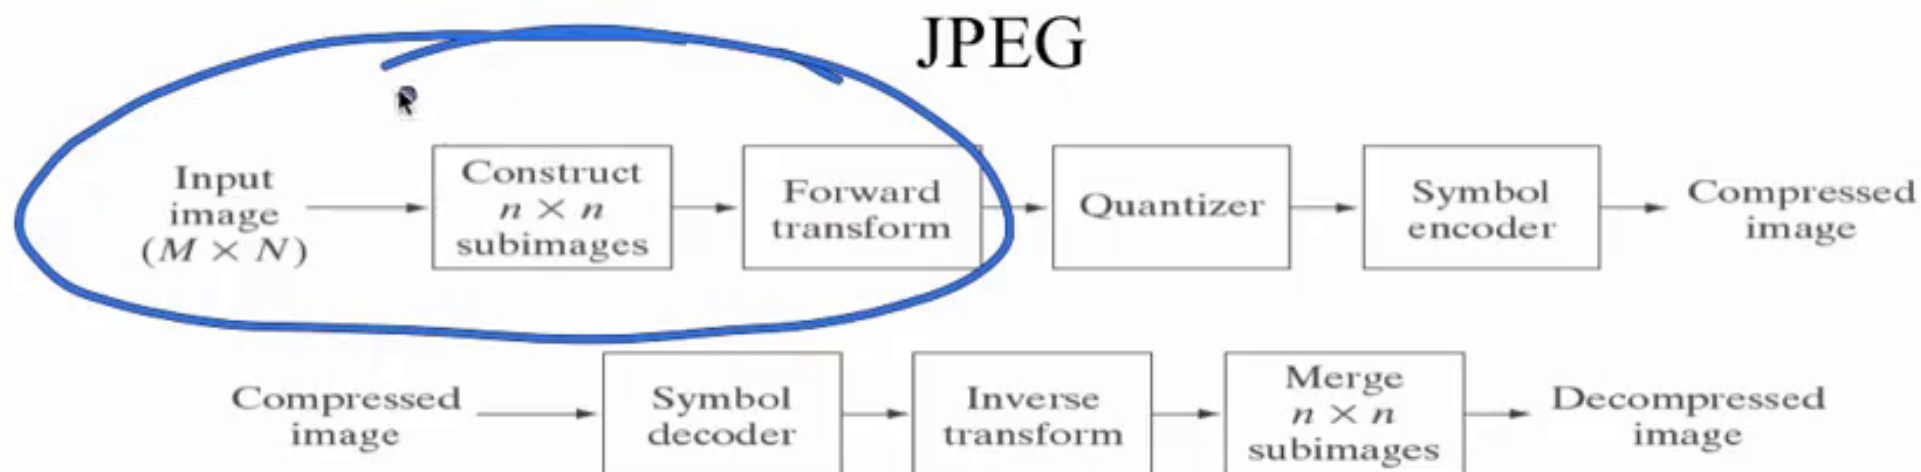 JPEG
Input
image
(M × N)
Construct
n × n
subimages
Forward
transform
Quantizer
Symbol
encoder
Compressed
image
Compressed
image
Symbol
decoder
Inverse
transform
Merge
n × n
subimages
Decompressed
image